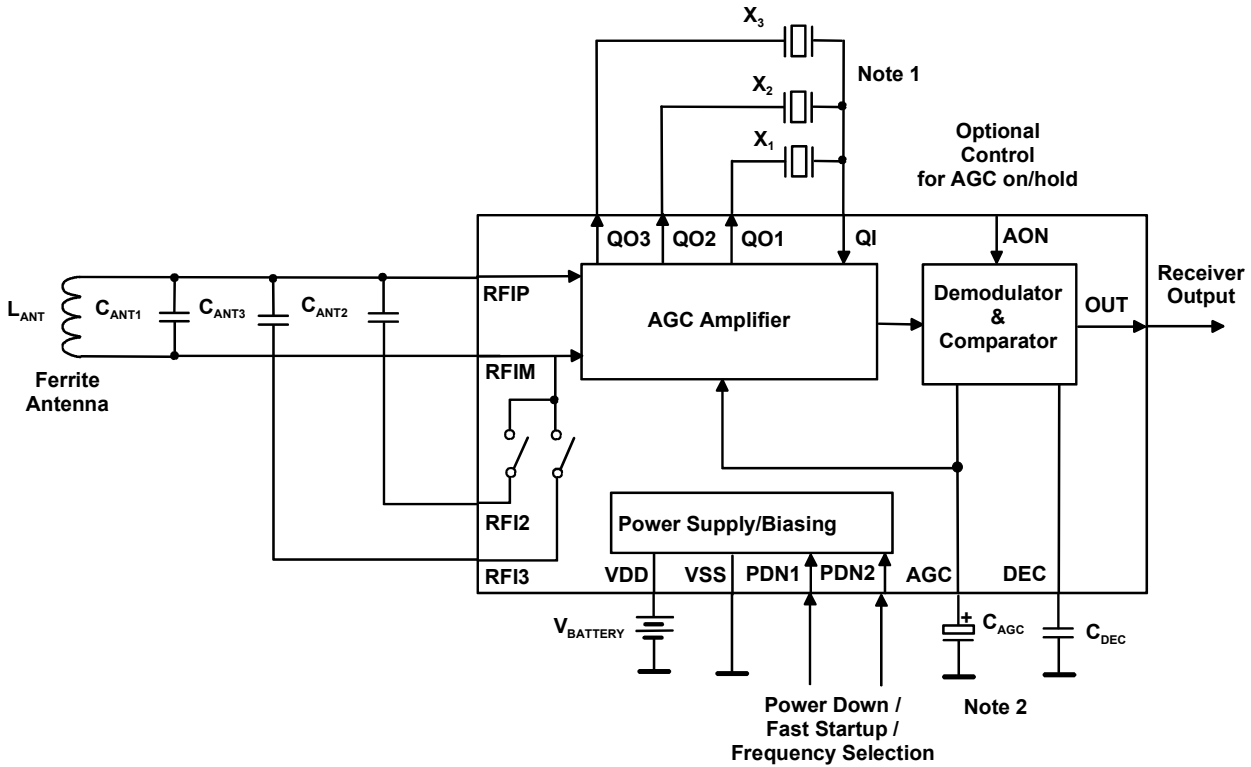 X3
Note 1
X2
X1
Optional
Control
for AGC on/hold
QO3 QO2 QO1 QI AON
LANT CANT1 CANT3 CANT2
RFIP
AGC Amplifier
Demodulator
&
Comparator
OUT
Receiver
Output
RFIM
Ferrite
Antenna
RFI2
RFI3
Power Supply/Biasing
VDD VSS PDN1 PDN2 AGC DEC
VBATTERY
+
CAGC
CDEC
Power Down /
Fast Startup /
Frequency Selection
Note 2